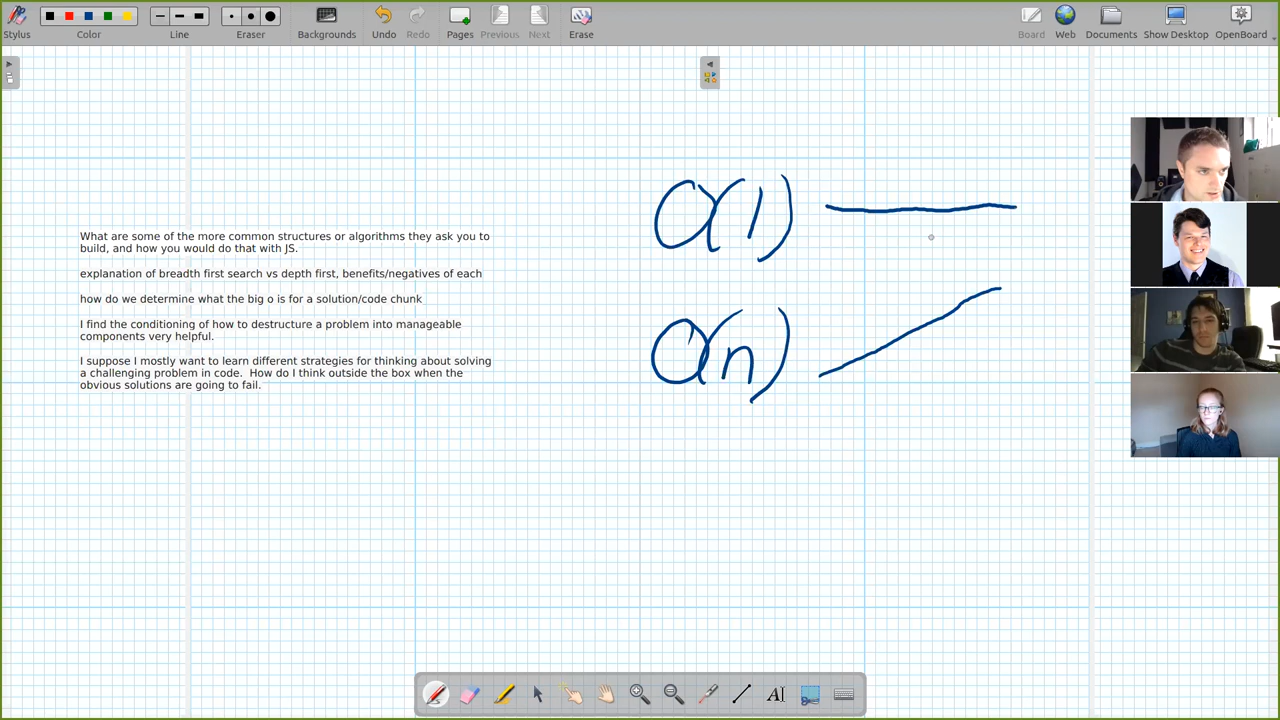 Stylus
Color
Line
Eraser
Backgrounds
Undo
Redo
Pages
Previous
Next
Erase
Board
Web
Documents
Show Desktop
OpenBoard
What are some of the more common structures or algorithms they ask you to
build, and how you would do that with JS.
explanation of breadth first search vs depth first, benefits/negatives of each
how do we determine what the big o is for a solution/code chunk
I find the conditioning of how to destructure a problem into manageable
components very helpful.
I suppose I mostly want to learn different strategies for thinking about solving
a challenging problem in code.  How do I think outside the box when the
obvious solutions are going to fail.
O(1)
O(n)
AI